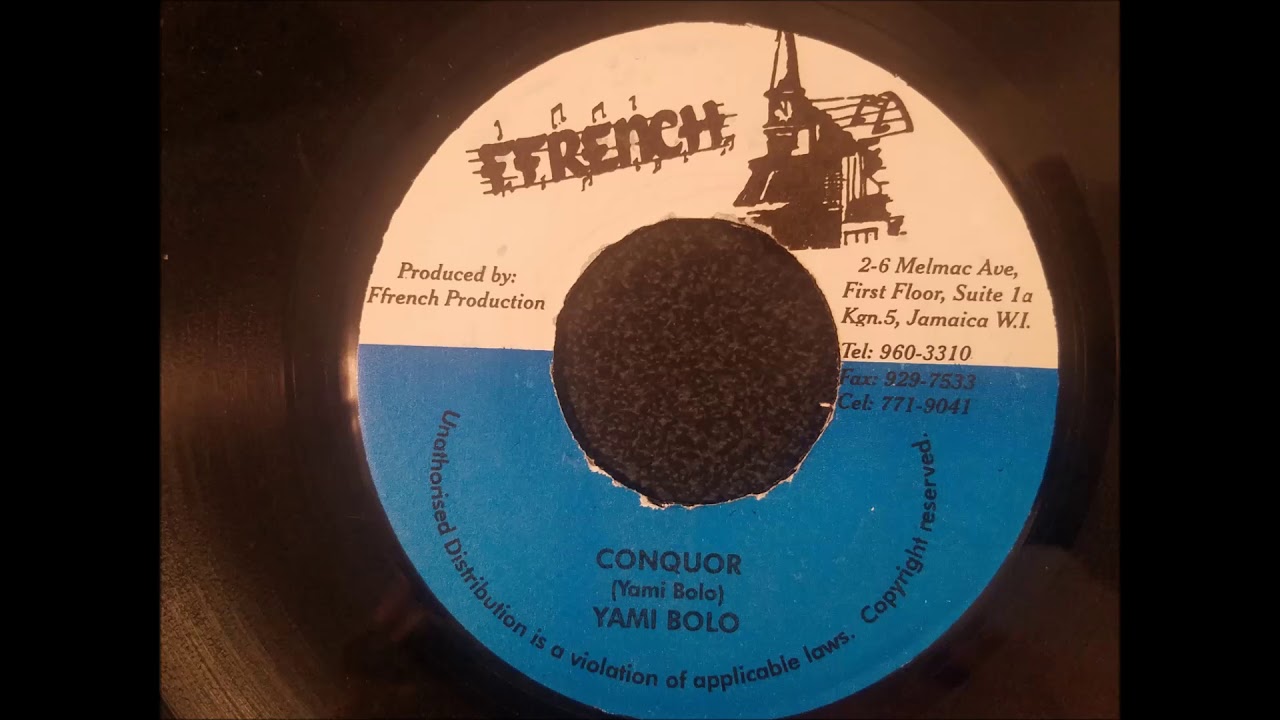 FFRENCH
Produced by:
Ffrench Production
2-6 Melmac Ave,
First Floor, Suite 1a
Kgn.5, Jamaica W.I.
Tel: 960-3310
Fax: 929-7533
Cel: 771-9041
CONQUOR
(Yami Bolo)
YAMI BOLO
Unathorised Distribution is a violation of applicable laws. Copyright reserved.